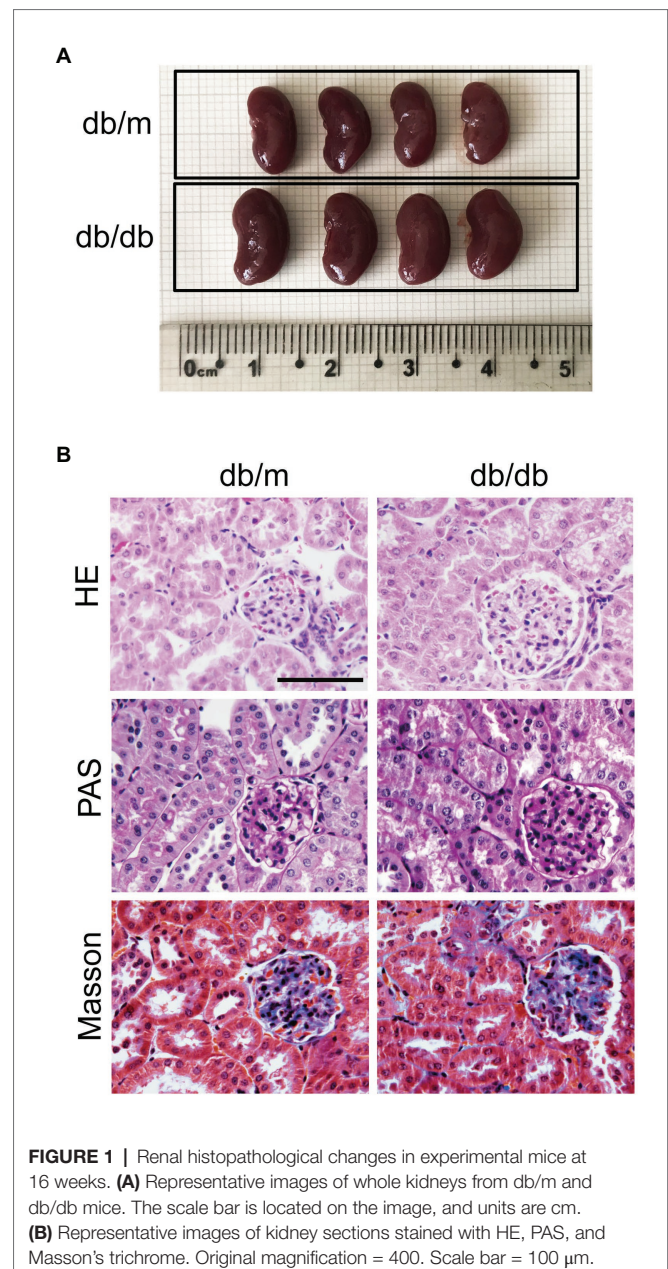 A
db/m
db/db
0cm 1 2 3 4 5
B
db/m db/db
HE
PAS
Masson
FIGURE 1 | Renal histopathological changes in experimental mice at
16 weeks. (A) Representative images of whole kidneys from db/m and
db/db mice. The scale bar is located on the image, and units are cm.
(B) Representative images of kidney sections stained with HE, PAS, and
Masson's trichrome. Original magnification = 400. Scale bar = 100 μm.